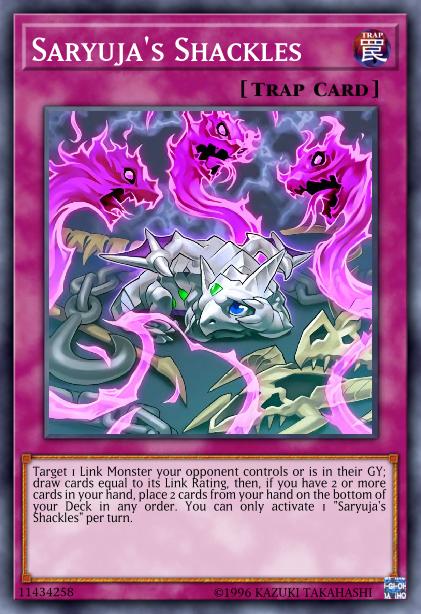 Saryuja's Shackles
TRAP
罠
[Trap Card]
Target 1 Link Monster your opponent controls or is in their GY;
draw cards equal to its Link Rating, then, if you have 2 or more
cards in your hand, place 2 cards from your hand on the bottom of
your Deck in any order. You can only activate 1 "Saryuja's
Shackles" per turn.
11434258
©1996 KAZUKI TAKAHASHI